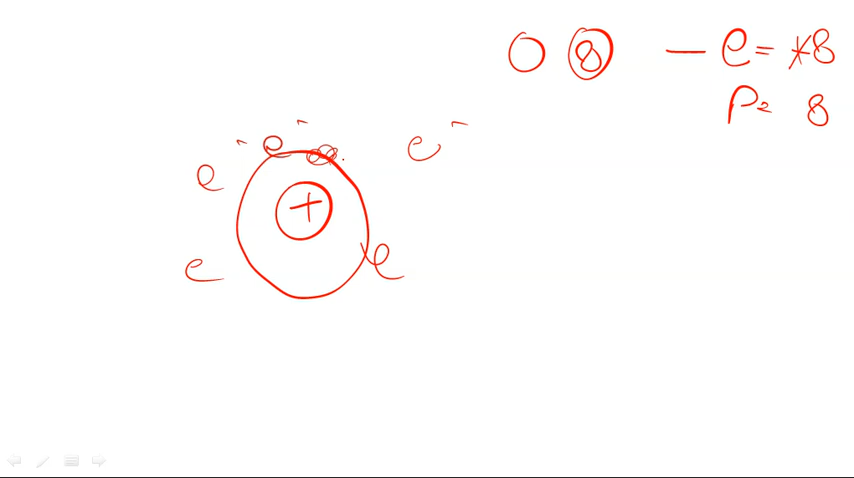 O 8 — e = 8
P = 8
e⁻ e⁻ e⁻
+
e e